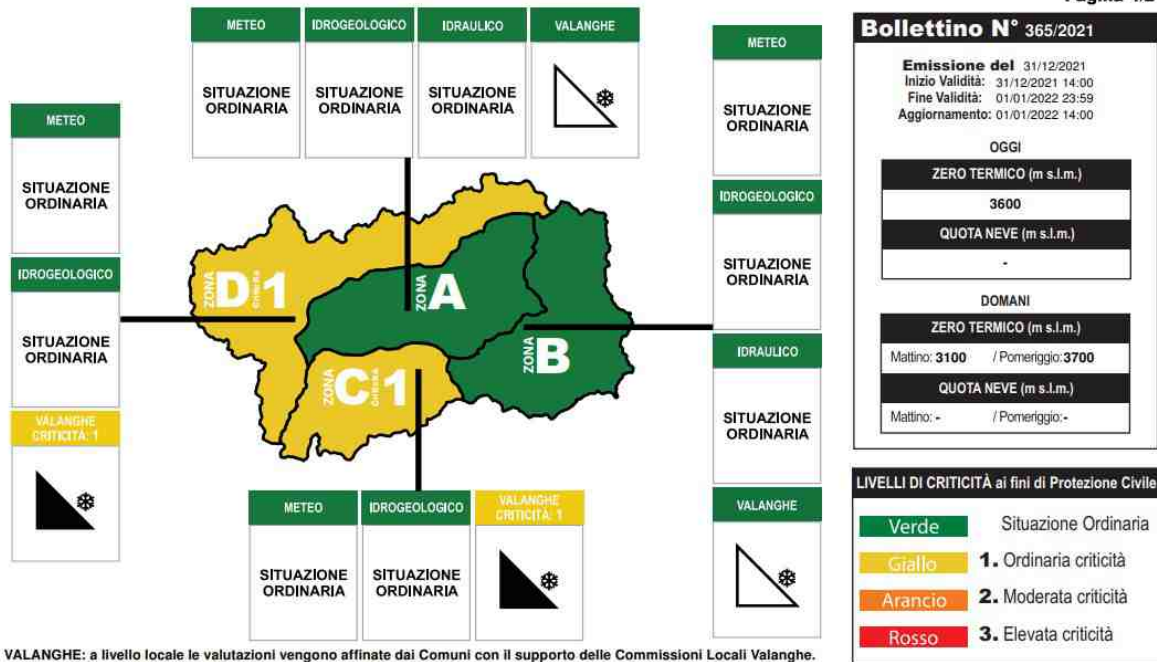 Bollettino N° 365/2021
Emissione del 31/12/2021
Inizio Validità: 31/12/2021 14:00
Fine Validità: 01/01/2022 23:59
Aggiornamento: 01/01/2022 14:00
OGGI
ZERO TERMICO (m s.l.m.)
3600
QUOTA NEVE (m s.l.m.)
-
DOMANI
ZERO TERMICO (m s.l.m.)
Mattino: 3100 / Pomeriggio: 3700
QUOTA NEVE (m s.l.m.)
Mattino: - / Pomeriggio: -
LIVELLI DI CRITICITÀ ai fini di Protezione Civile
Verde Situazione Ordinaria
Giallo 1. Ordinaria criticità
Arancio 2. Moderata criticità
Rosso 3. Elevata criticità
METEO IDROGEOLOGICO IDRAULICO VALANGHE
SITUAZIONE ORDINARIA
SITUAZIONE ORDINARIA
SITUAZIONE ORDINARIA
METEO
SITUAZIONE
ORDINARIA
IDROGEOLOGICO
SITUAZIONE
ORDINARIA
VALANGHE
CRITICITÀ: 1
ZONA D Criticità 1
ZONA A
ZONA B
ZONA C Criticità 1
METEO
SITUAZIONE
ORDINARIA
IDROGEOLOGICO
SITUAZIONE
ORDINARIA
IDRAULICO
SITUAZIONE
ORDINARIA
VALANGHE
METEO IDROGEOLOGICO VALANGHE CRITICITÀ: 1
SITUAZIONE ORDINARIA
SITUAZIONE ORDINARIA
VALANGHE: a livello locale le valutazioni vengono affinate dai Comuni con il supporto delle Commissioni Locali Valanghe.